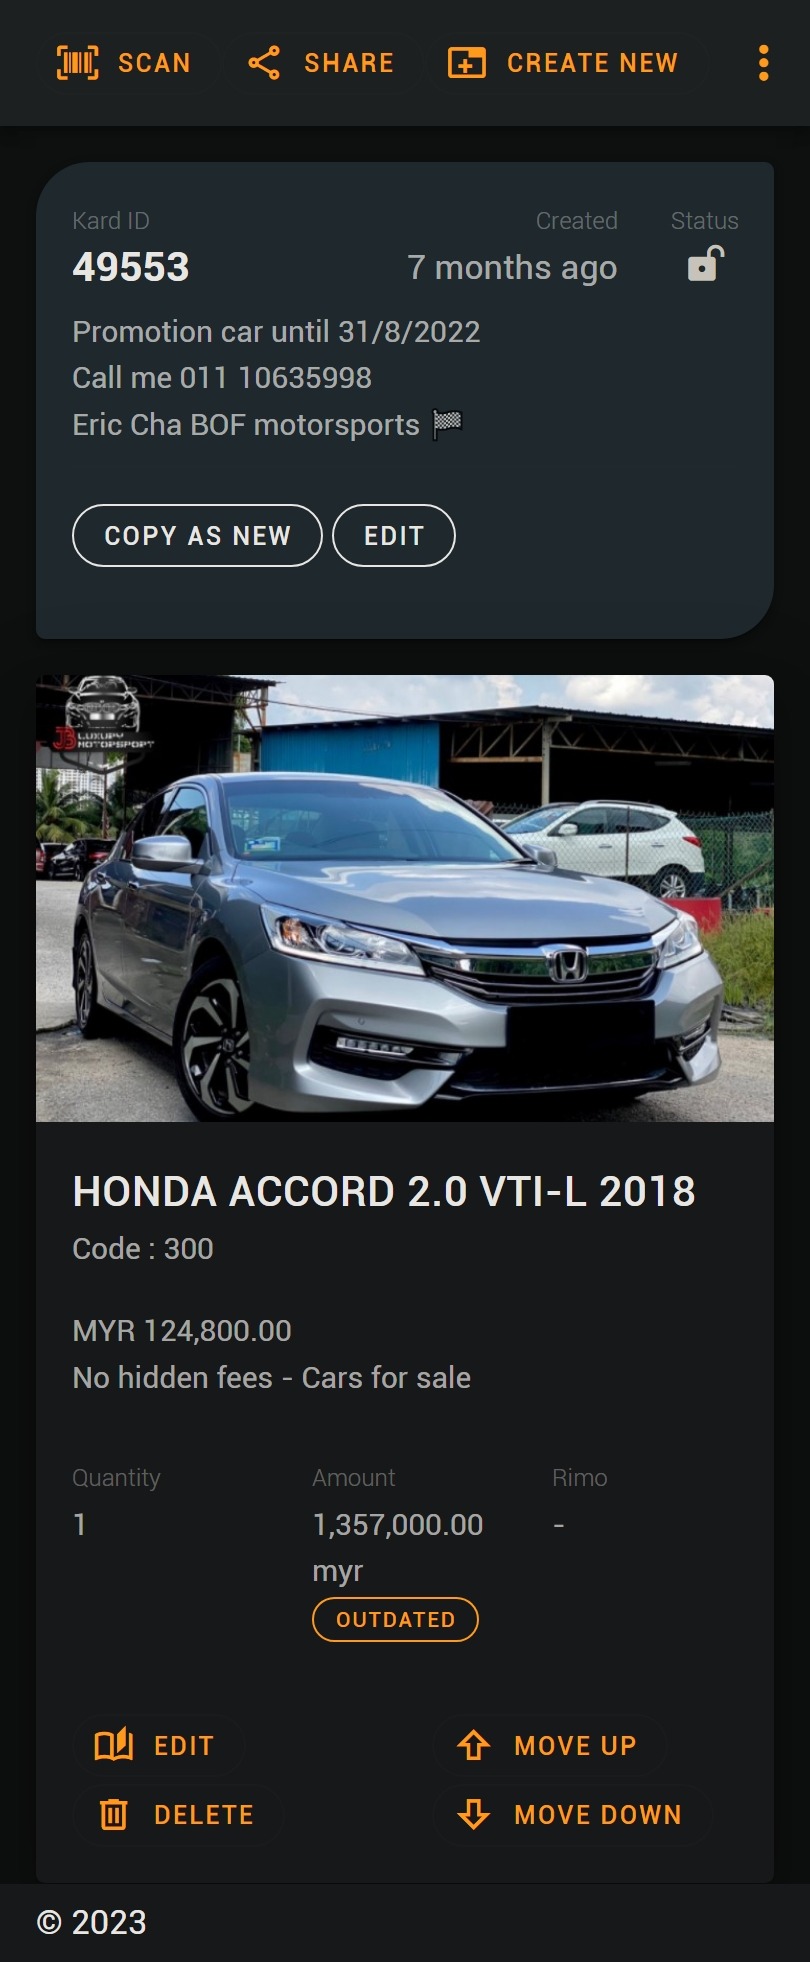 SCAN SHARE CREATE NEW
Kard ID Created Status
49553 7 months ago
Promotion car until 31/8/2022
Call me 011 10635998
Eric Cha BOF motorsports 🏁
COPY AS NEW EDIT
JB LUXURY
MOTORSPORT
HONDA ACCORD 2.0 VTI-L 2018
Code : 300
MYR 124,800.00
No hidden fees - Cars for sale
Quantity Amount Rimo
1 1,357,000.00 -
myr
OUTDATED
EDIT MOVE UP
DELETE MOVE DOWN
© 2023